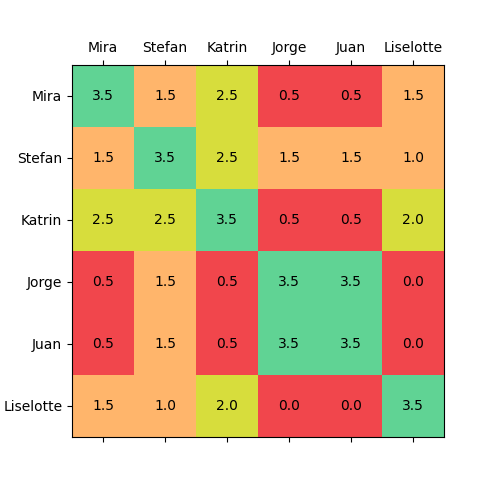 Mira Stefan Katrin Jorge Juan Liselotte
Mira 3.5 1.5 2.5 0.5 0.5 1.5
Stefan 1.5 3.5 2.5 1.5 1.5 1.0
Katrin 2.5 2.5 3.5 0.5 0.5 2.0
Jorge 0.5 1.5 0.5 3.5 3.5 0.0
Juan 0.5 1.5 0.5 3.5 3.5 0.0
Liselotte 1.5 1.0 2.0 0.0 0.0 3.5